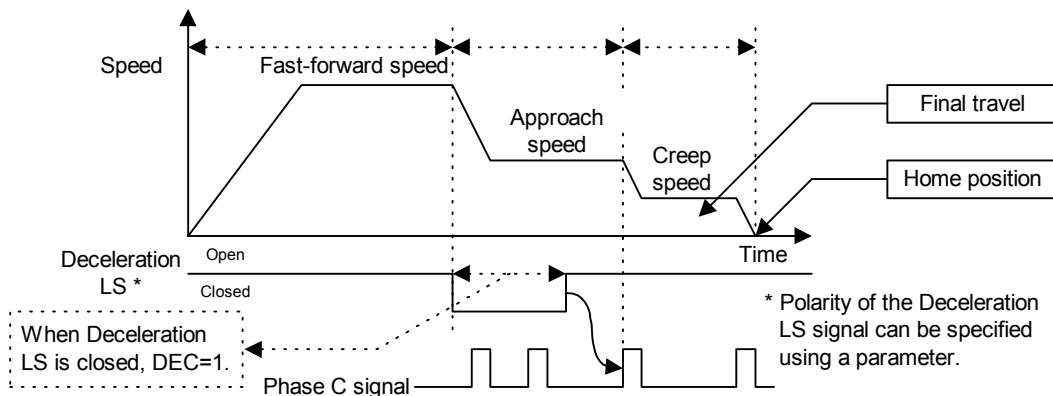 Speed
Fast-forward speed
Approach
speed
Creep
speed
Final travel
Home position
Time
Deceleration
LS *
Open
Closed
When Deceleration
LS is closed, DEC=1.
* Polarity of the Deceleration
LS signal can be specified
using a parameter.
Phase C signal